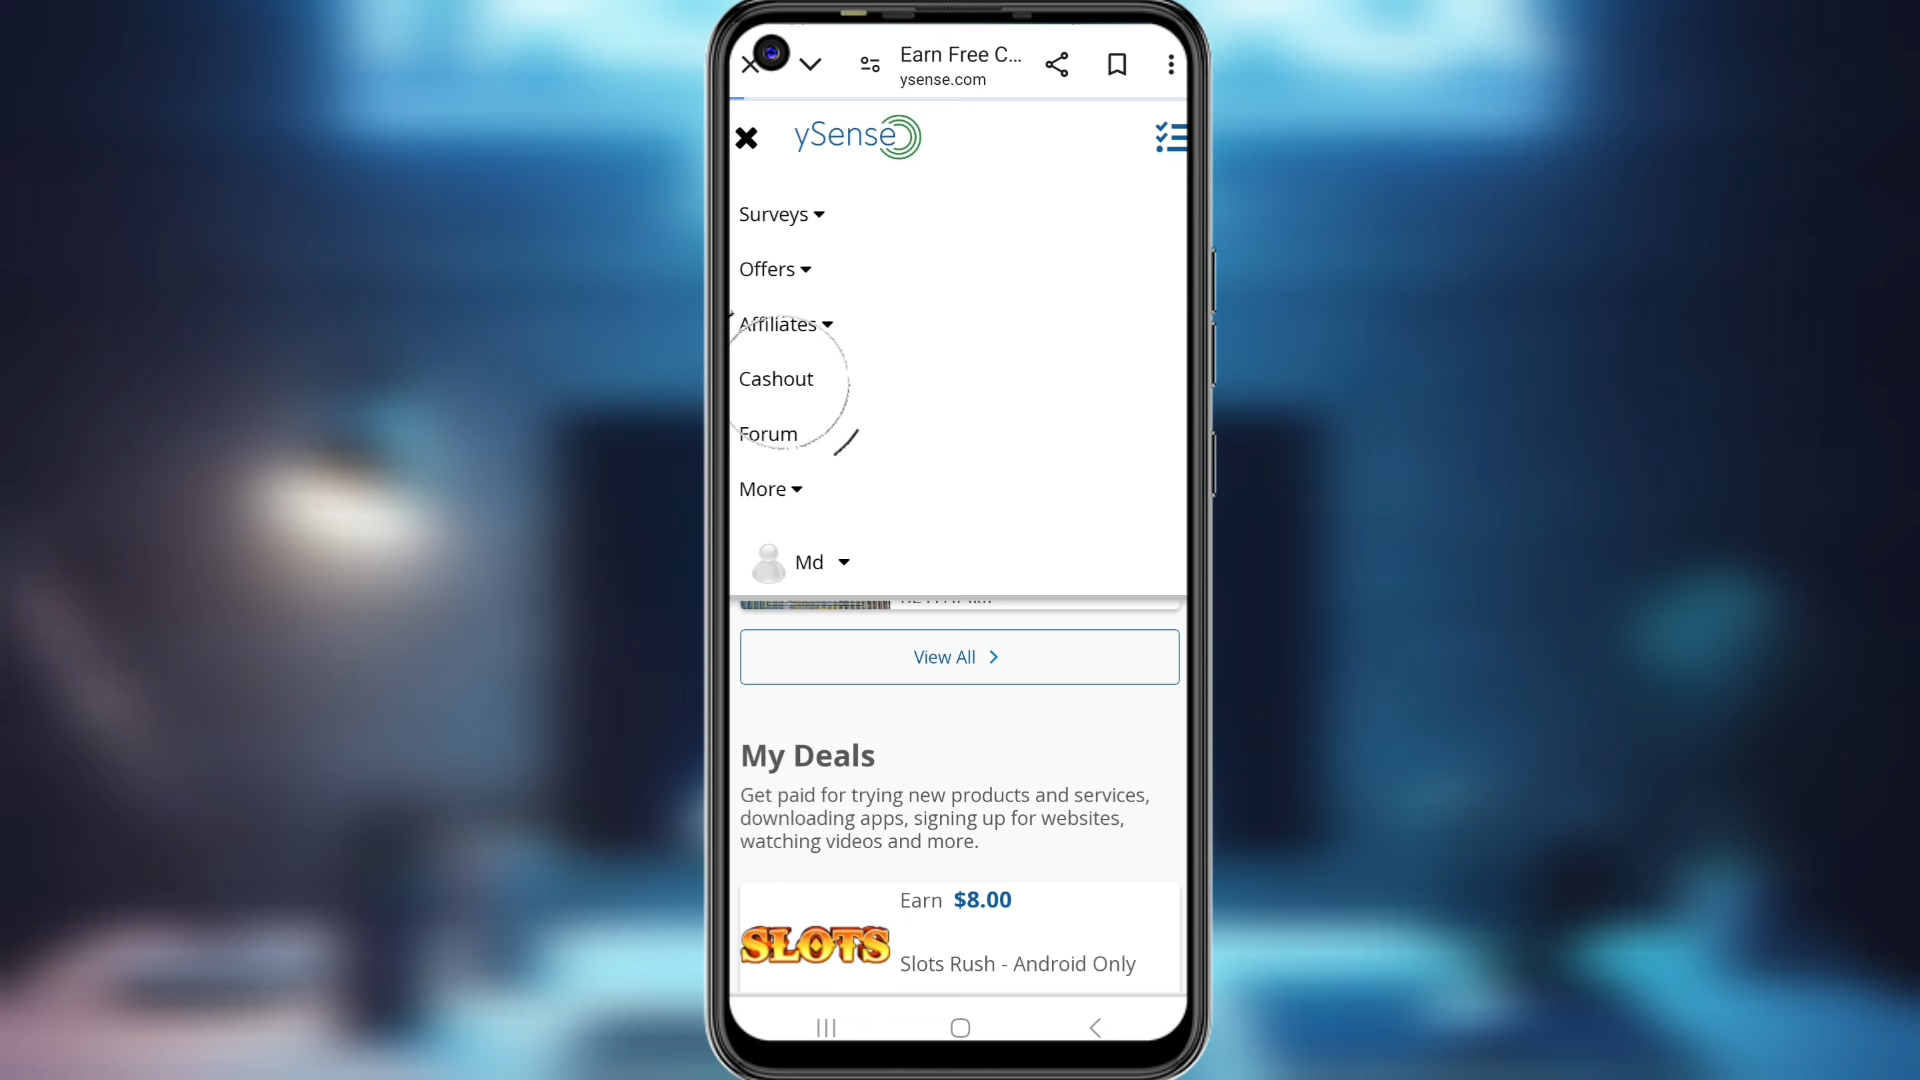 Earn Free C...
ysense.com
ySense
Surveys
Offers
Affiliates
Cashout
Forum
More
Md
View All
My Deals
Get paid for trying new products and services,
downloading apps, signing up for websites,
watching videos and more.
Earn $8.00
SLOTS
Slots Rush - Android Only